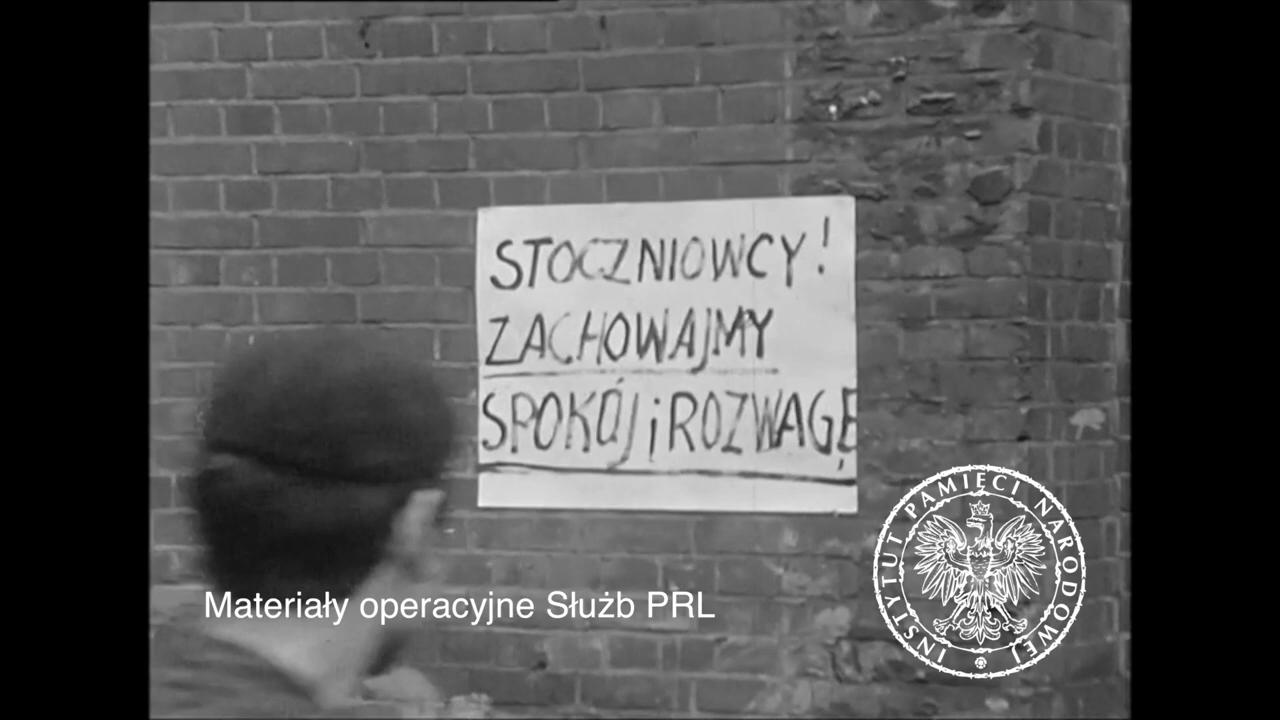 STOCZNIOWCY!
ZACHOWAJMY
SPOKÓJ i ROZWAGĘ
Materiały operacyjne Służb PRL
INSTYTUT PAMIĘCI NARODOWEJ